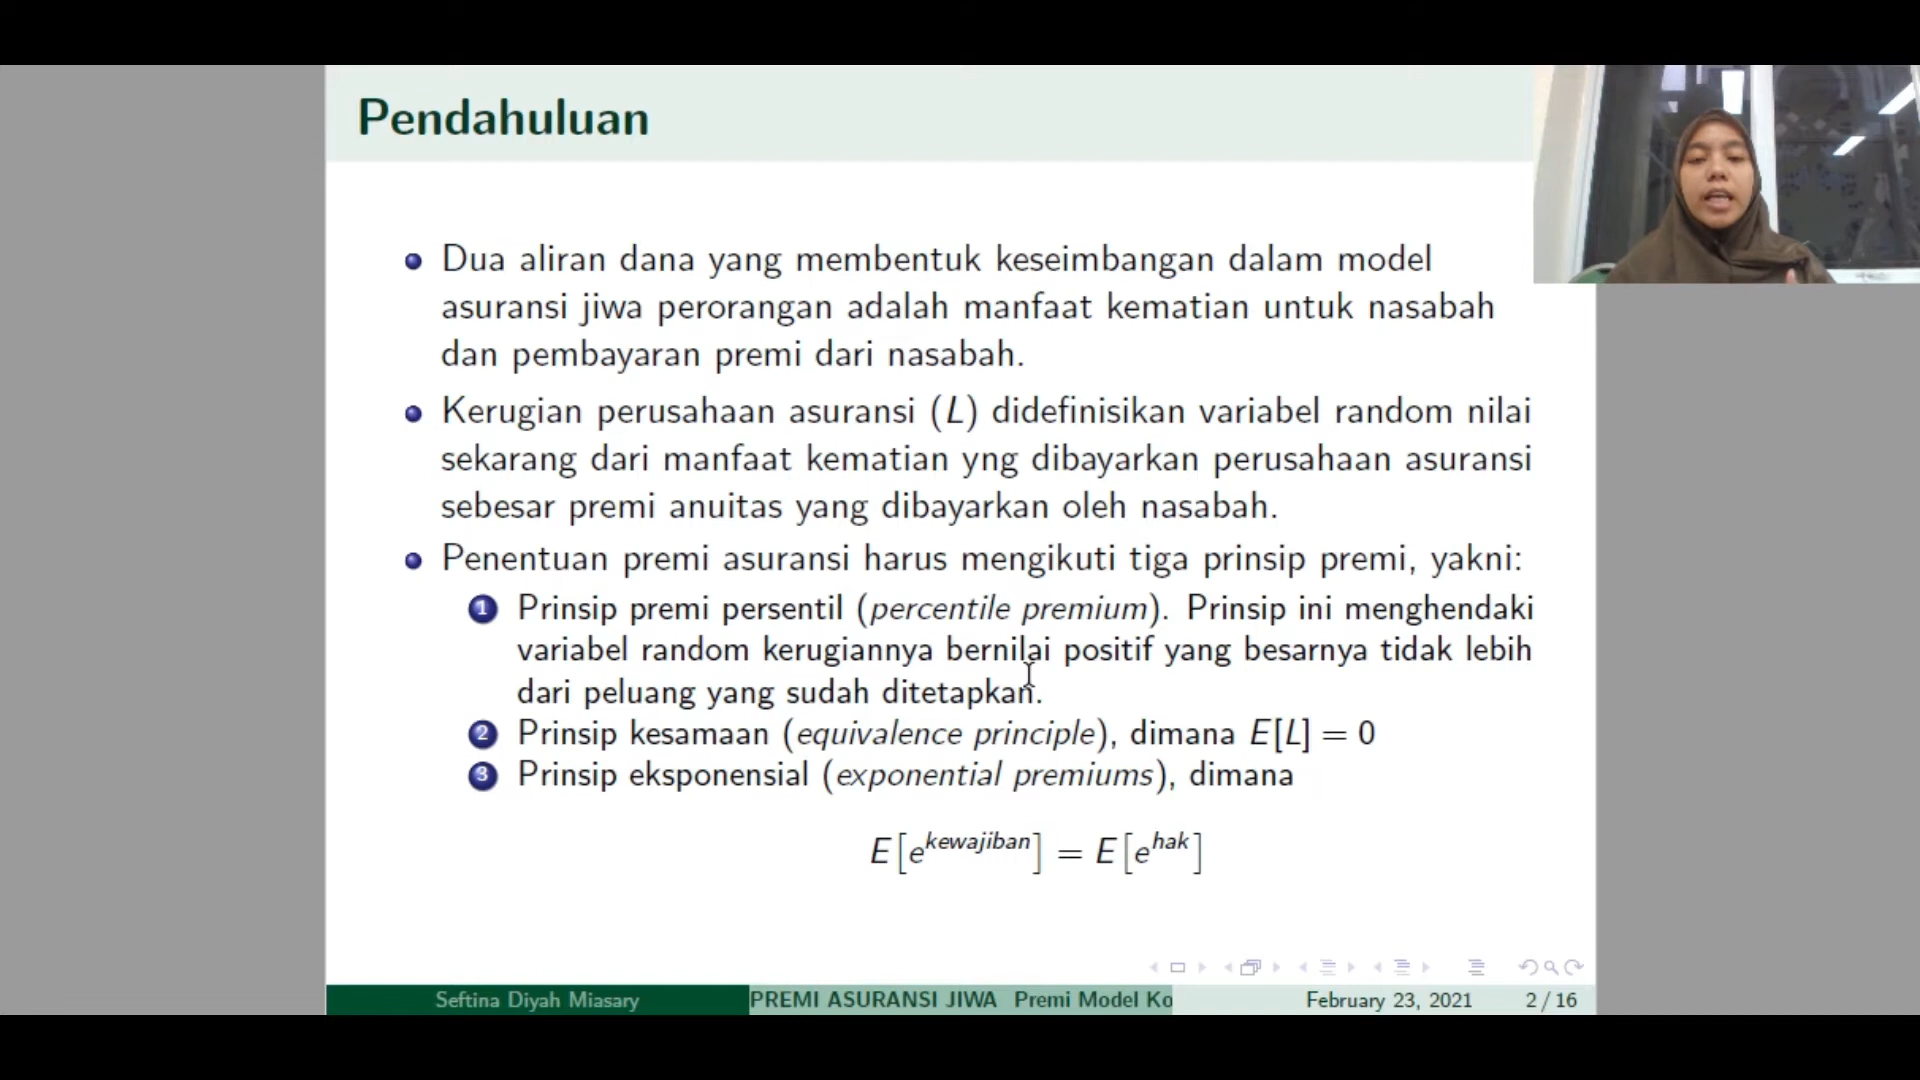 Pendahuluan
Dua aliran dana yang membentuk keseimbangan dalam model
asuransi jiwa perorangan adalah manfaat kematian untuk nasabah
dan pembayaran premi dari nasabah.
Kerugian perusahaan asuransi (L) didefinisikan variabel random nilai
sekarang dari manfaat kematian yng dibayarkan perusahaan asuransi
sebesar premi anuitas yang dibayarkan oleh nasabah.
Penentuan premi asuransi harus mengikuti tiga prinsip premi, yakni:
1 Prinsip premi persentil (percentile premium). Prinsip ini menghendaki
variabel random kerugiannya bernilai positif yang besarnya tidak lebih
dari peluang yang sudah ditetapkan.
2 Prinsip kesamaan (equivalence principle), dimana E[L] = 0
3 Prinsip eksponensial (exponential premiums), dimana
E[e^kewajiban] = E[e^hak]
Seftina Diyah Miasary PREMI ASURANSI JIWA Premi Model Ko February 23, 2021 2 / 16